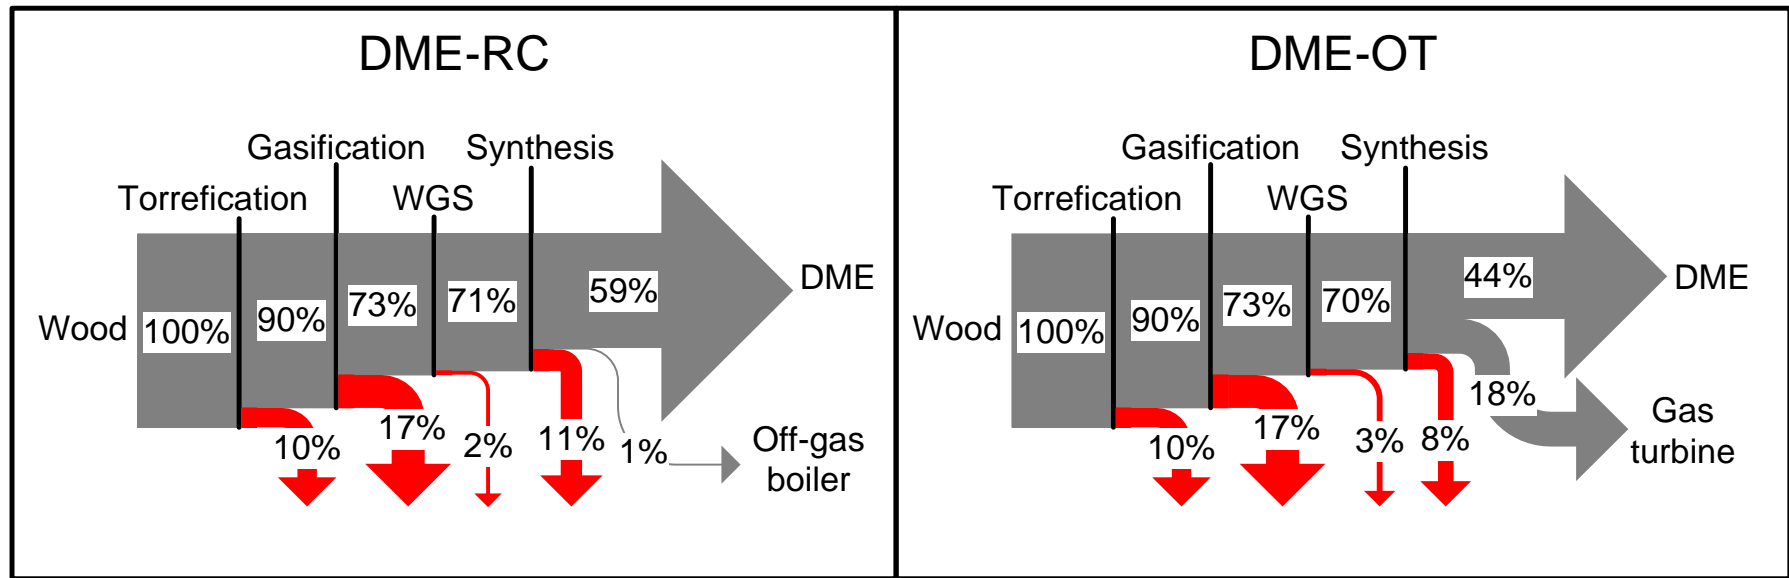 DME-RC
Gasification
Synthesis
Torrefication
WGS
Wood
100%
90%
73%
71%
59%
DME
10%
17%
2%
11%
1%
Off-gas
boiler
DME-OT
Gasification
Synthesis
Torrefication
WGS
Wood
100%
90%
73%
70%
44%
DME
10%
17%
3%
8%
18%
Gas
turbine